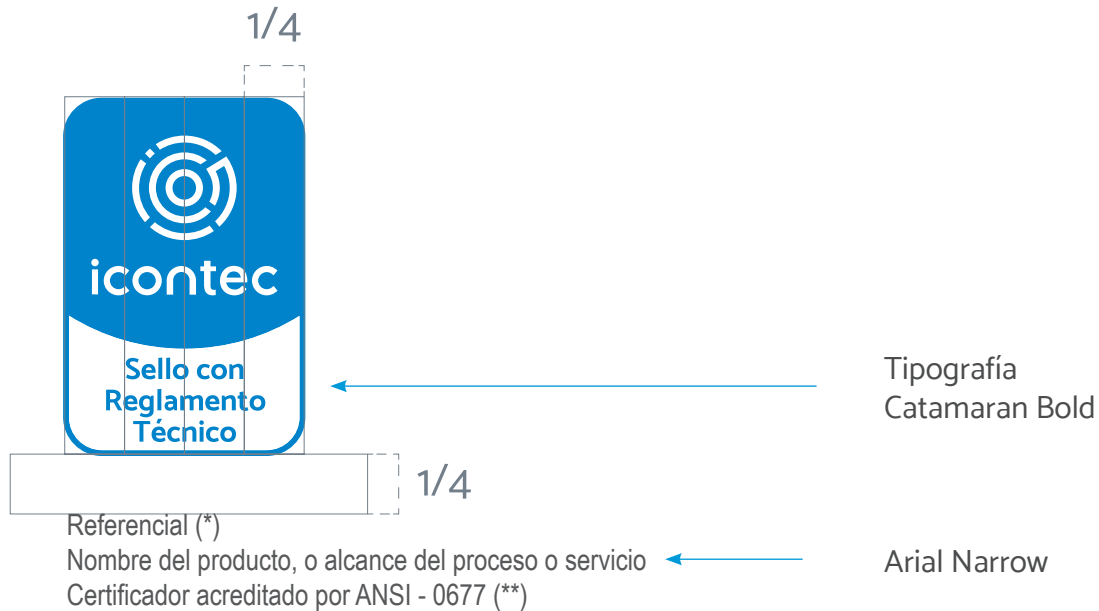 1/4
icontec
Sello con
Reglamento
Técnico
Tipografía
Catamaran Bold
1/4
Referencial (*)
Nombre del producto, o alcance del proceso o servicio
Arial Narrow
Certificador acreditado por ANSI - 0677 (**)